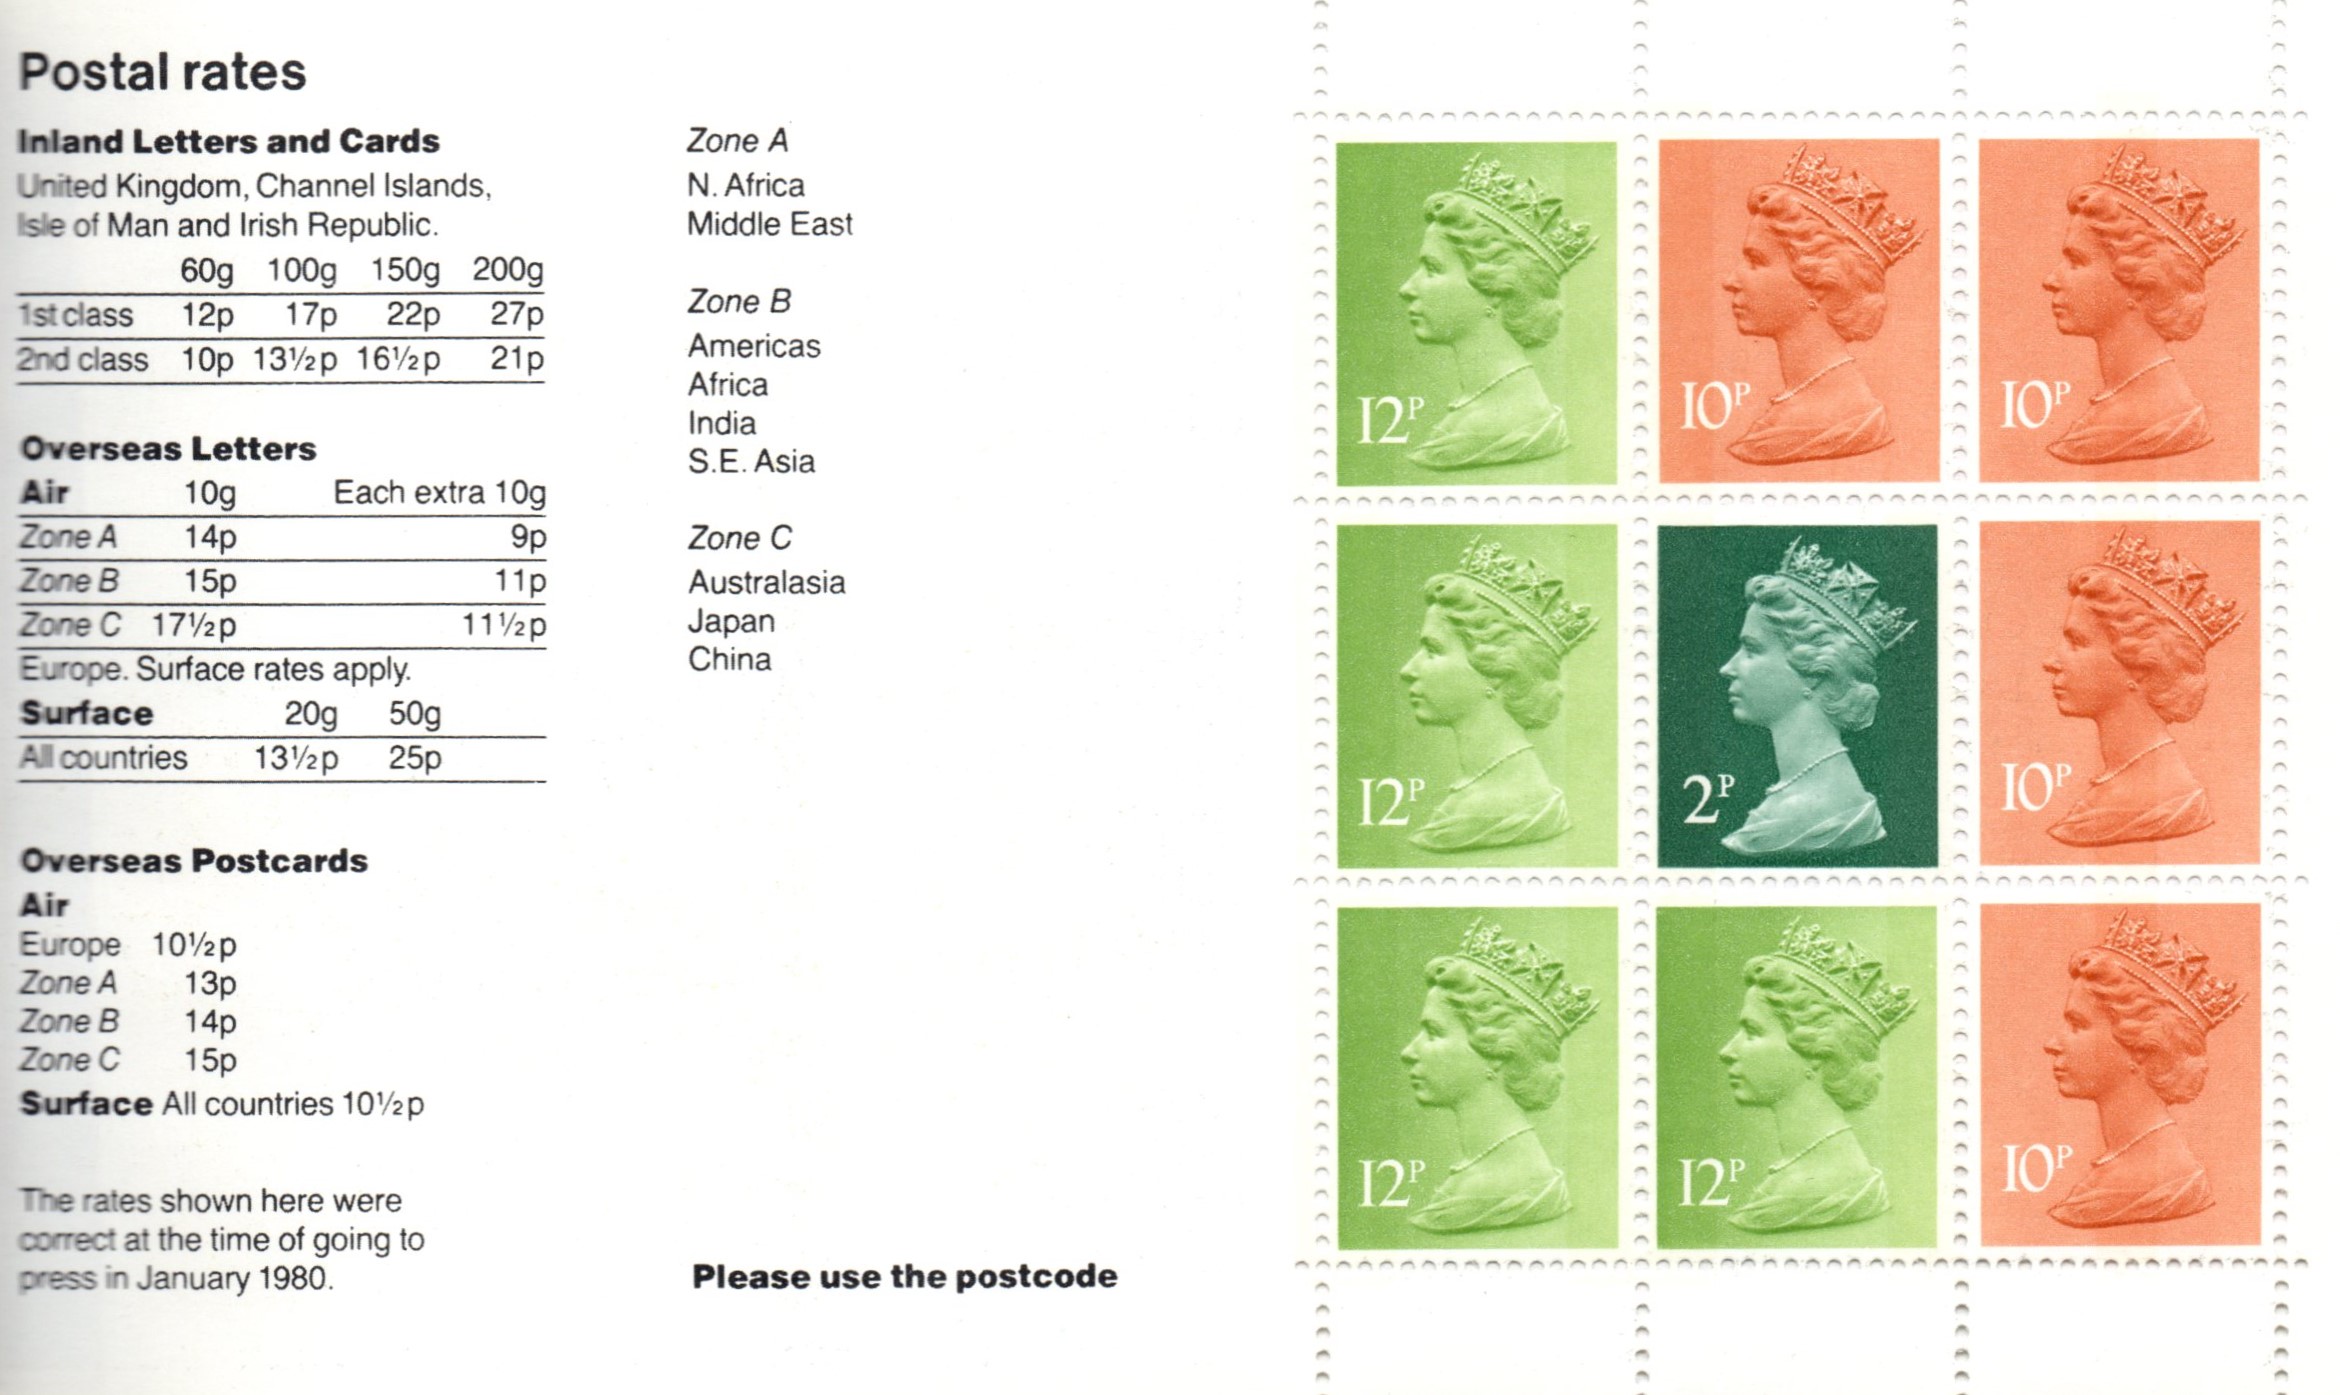 Postal rates
Inland Letters and Cards
United Kingdom, Channel Islands,
Isle of Man and Irish Republic.
60g 100g 150g 200g
1st class 12p 17p 22p 27p
2nd class 10p 13½p 16½p 21p
Overseas Letters
Air 10g Each extra 10g
Zone A 14p 9p
Zone B 15p 11p
Zone C 17½p 11½p
Europe. Surface rates apply.
Surface 20g 50g
All countries 13½p 25p
Overseas Postcards
Air
Europe 10½p
Zone A 13p
Zone B 14p
Zone C 15p
Surface All countries 10½p
The rates shown here were
correct at the time of going to
press in January 1980.
Zone A
N. Africa
Middle East
Zone B
Americas
Africa
India
S.E. Asia
Zone C
Australasia
Japan
China
Please use the postcode
12P 10P 10P
12P 2P 10P
12P 12P 10P